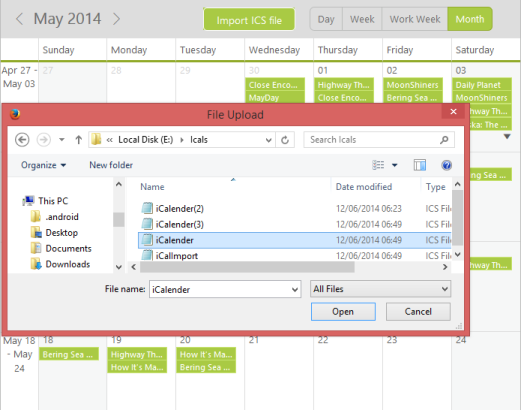 May 2014
Import ICS file
Day Week Work Week Month
Sunday Monday Tuesday Wednesday Thursday Friday Saturday
Apr 27 - May 03
27 28 29 30 01 02 03
Close Enco... Highway Th... MoonShiners Daily Planet
MayDay Close Enco... Bering Sea ... MoonShiners
hway Th...
ka: The ...
File Upload
« Local Disk (E:) Icals
Search Icals
Organize New folder
Name Date modified Type
This PC
.android
Desktop
Documents
Downloads
iCalender(2) 12/06/2014 06:23 ICS File
iCalender(3) 12/06/2014 06:49 ICS File
iCalender 12/06/2014 06:49 ICS File
iCalImport 12/06/2014 06:49 ICS File
File name: iCalender All Files
Open Cancel
ng Sea ...
hway Th...
May 18 - May 24
18 19 20 21 22 23 24
Bering Sea ... Highway Th... How It's Ma...
How It's Ma... Bering Sea ...